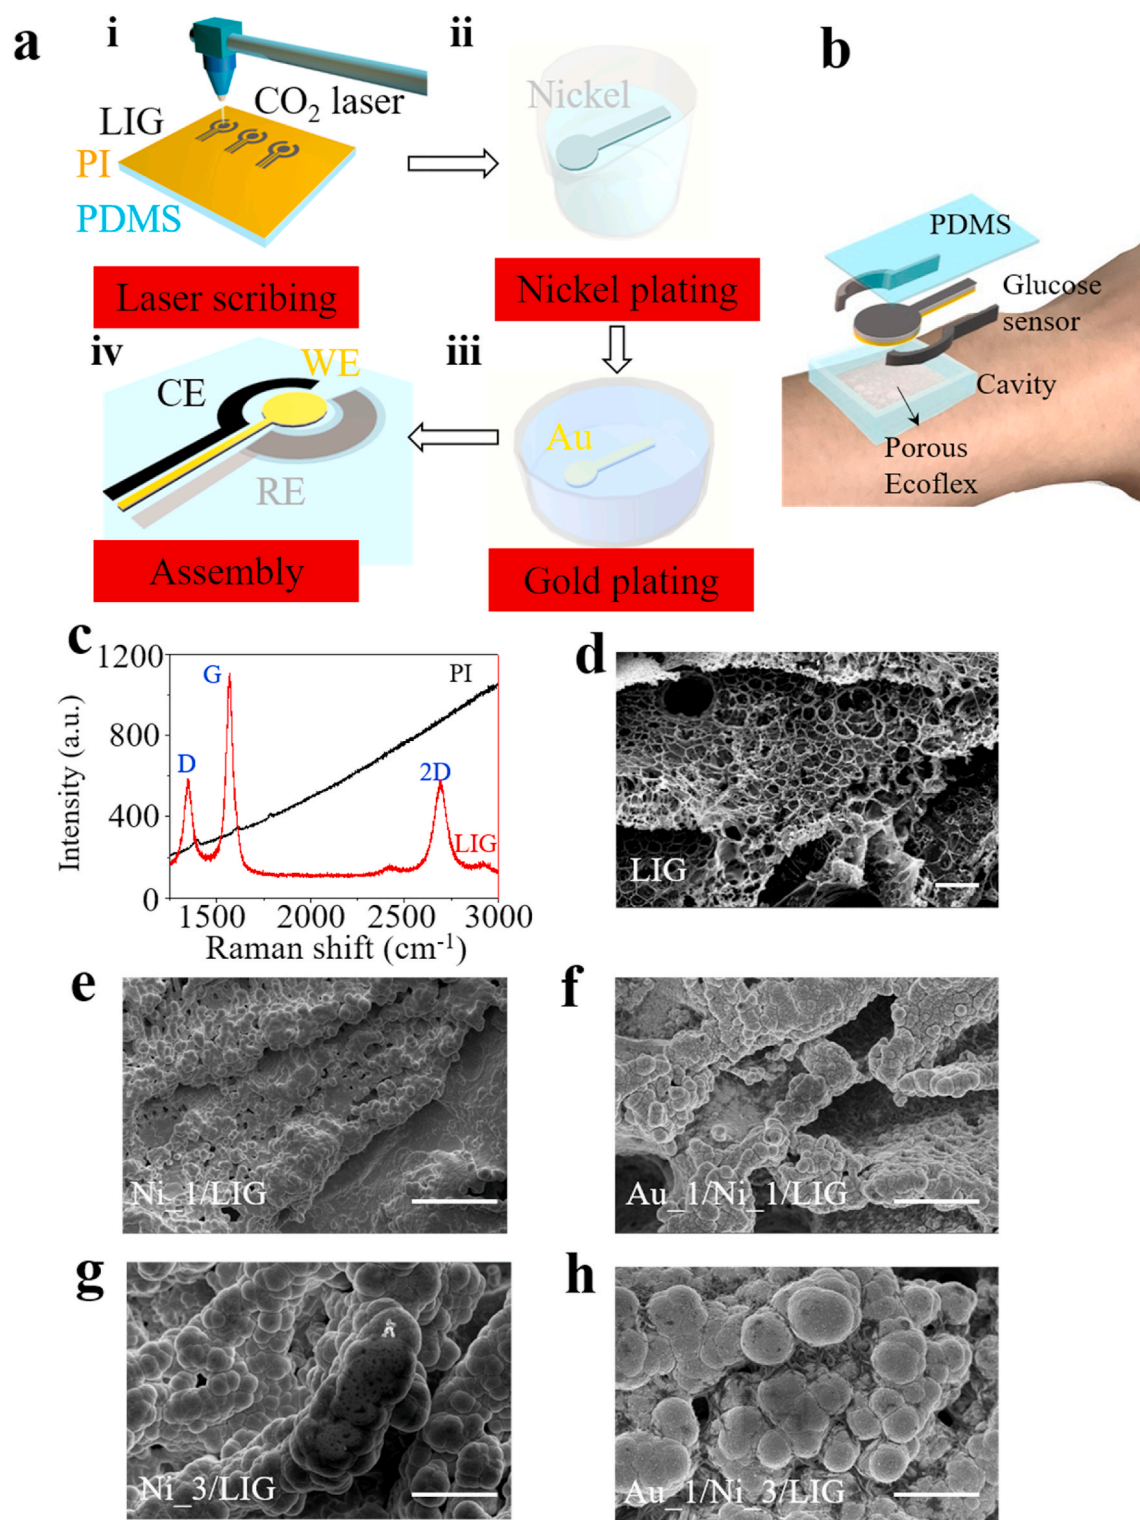 a
i
ii
b
CO2 laser
LIG
PI
PDMS
Nickel
Laser scribing
Nickel plating
PDMS
Glucose
sensor
Cavity
Porous
Ecoflex
iv
iii
WE
CE
RE
Au
Assembly
Gold plating
c
1200
800
400
0
Intensity (a.u.)
D
G
2D
PI
LIG
1500
2000
2500
3000
Raman shift (cm-1)
d
LIG
e
Ni_1/LIG
f
Au_1/Ni_1/LIG
g
Ni_3/LIG
h
Au_1/Ni_3/LIG